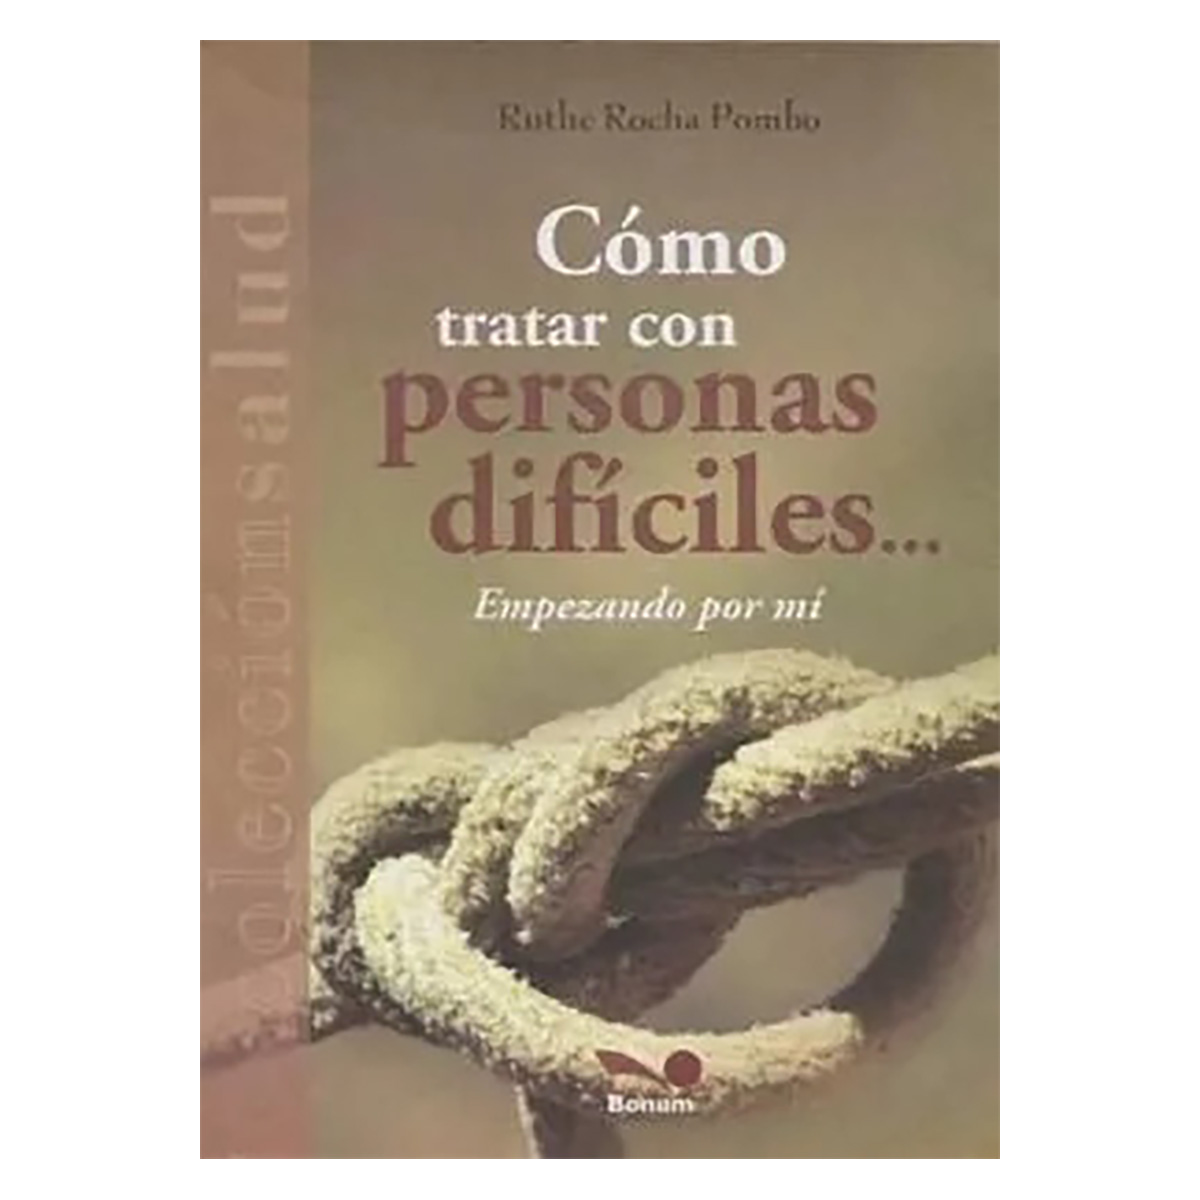 Ruthe Rocha Pombo
Cómo
tratar con
personas
difíciles...
Empezando por mí
colecciónsalud
Bonum